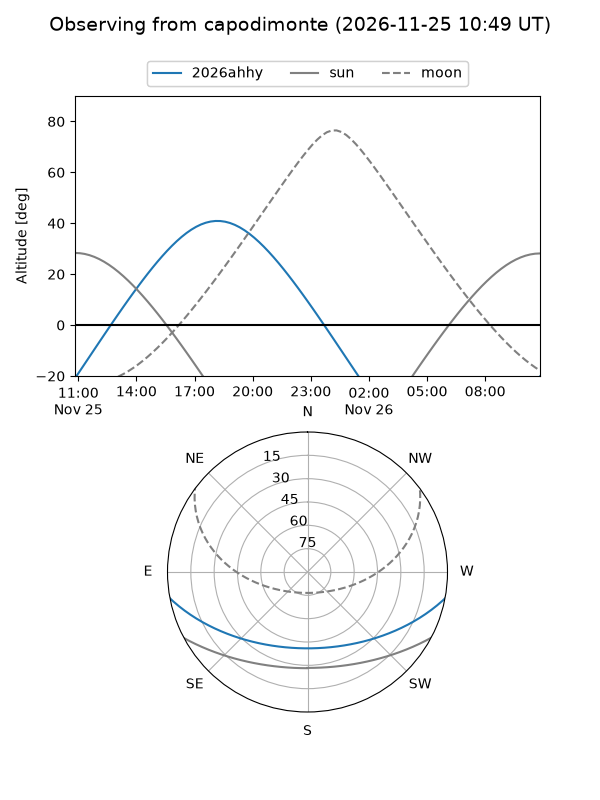 Observing from capodimonte (2026-11-25 10:49 UT)
2026ahhy sun moon
Altitude [deg]
80
60
40
20
0
−20
11:00 14:00 17:00 20:00 23:00 02:00 05:00 08:00
Nov 25 Nov 26
N
NE NW
15
30
45
60
75
E W
SE SW
S